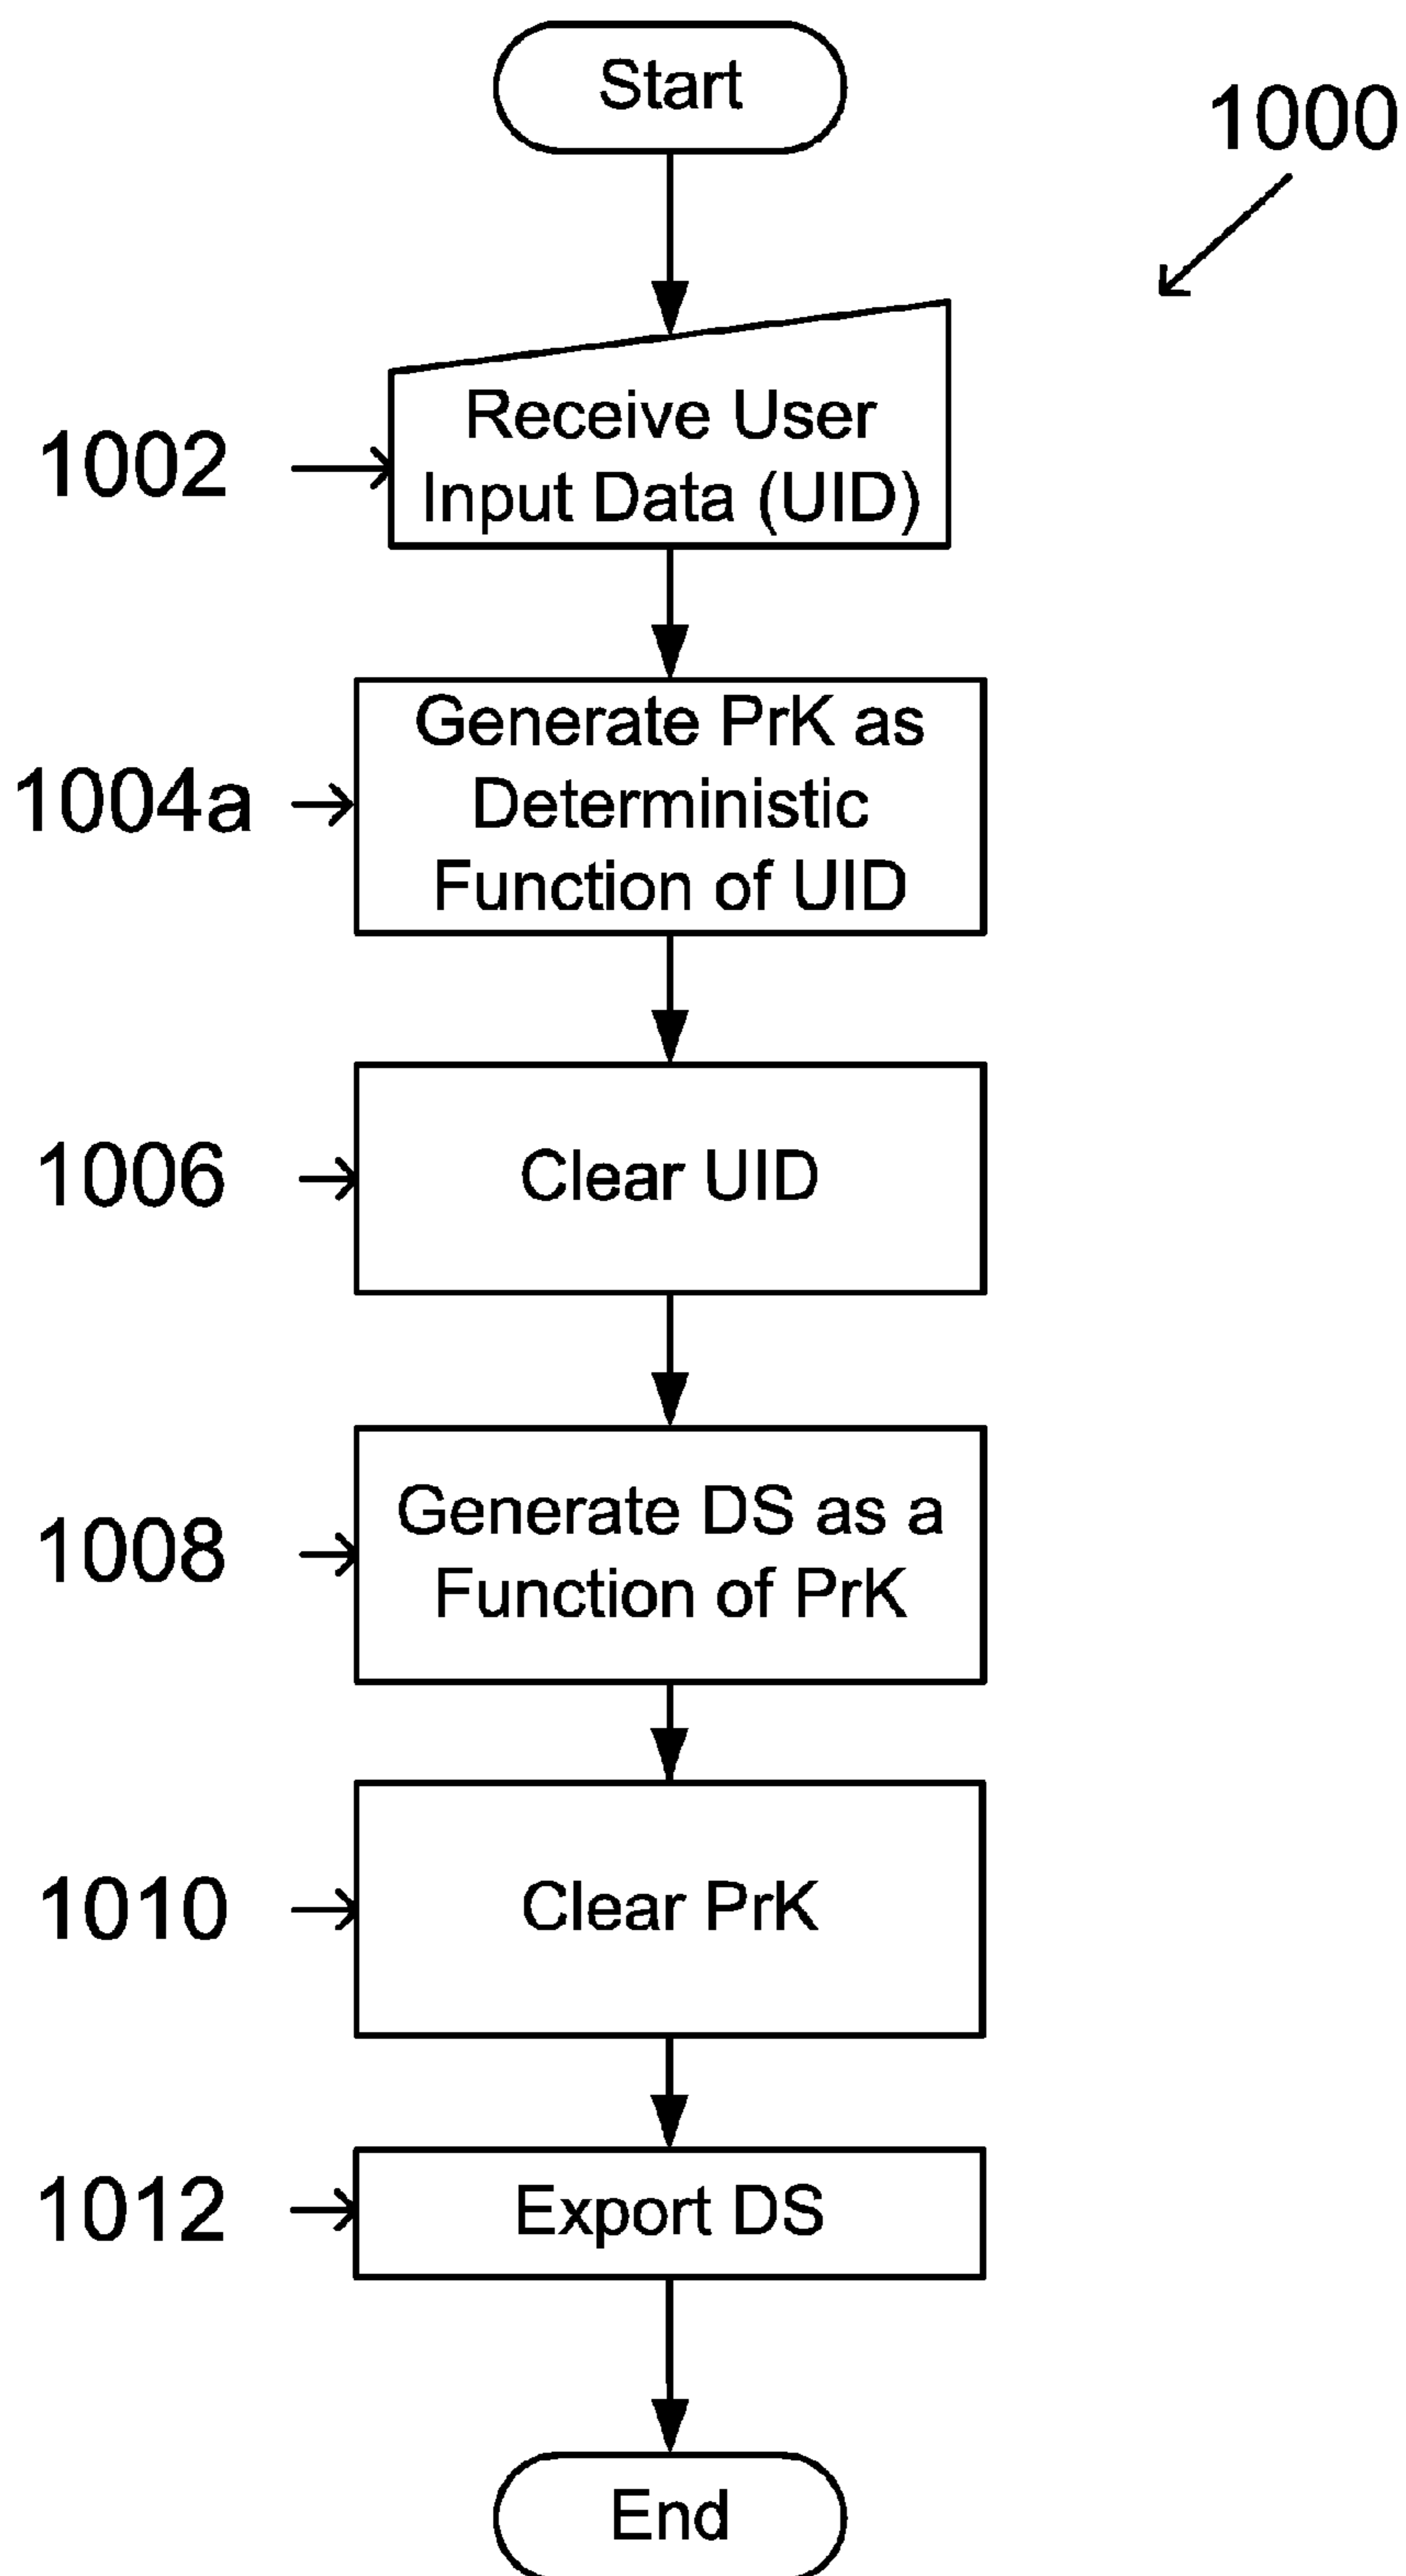 Start
1000
1002
Receive User
Input Data (UID)
1004a
Generate PrK as
Deterministic
Function of UID
1006
Clear UID
1008
Generate DS as a
Function of PrK
1010
Clear PrK
1012
Export DS
End